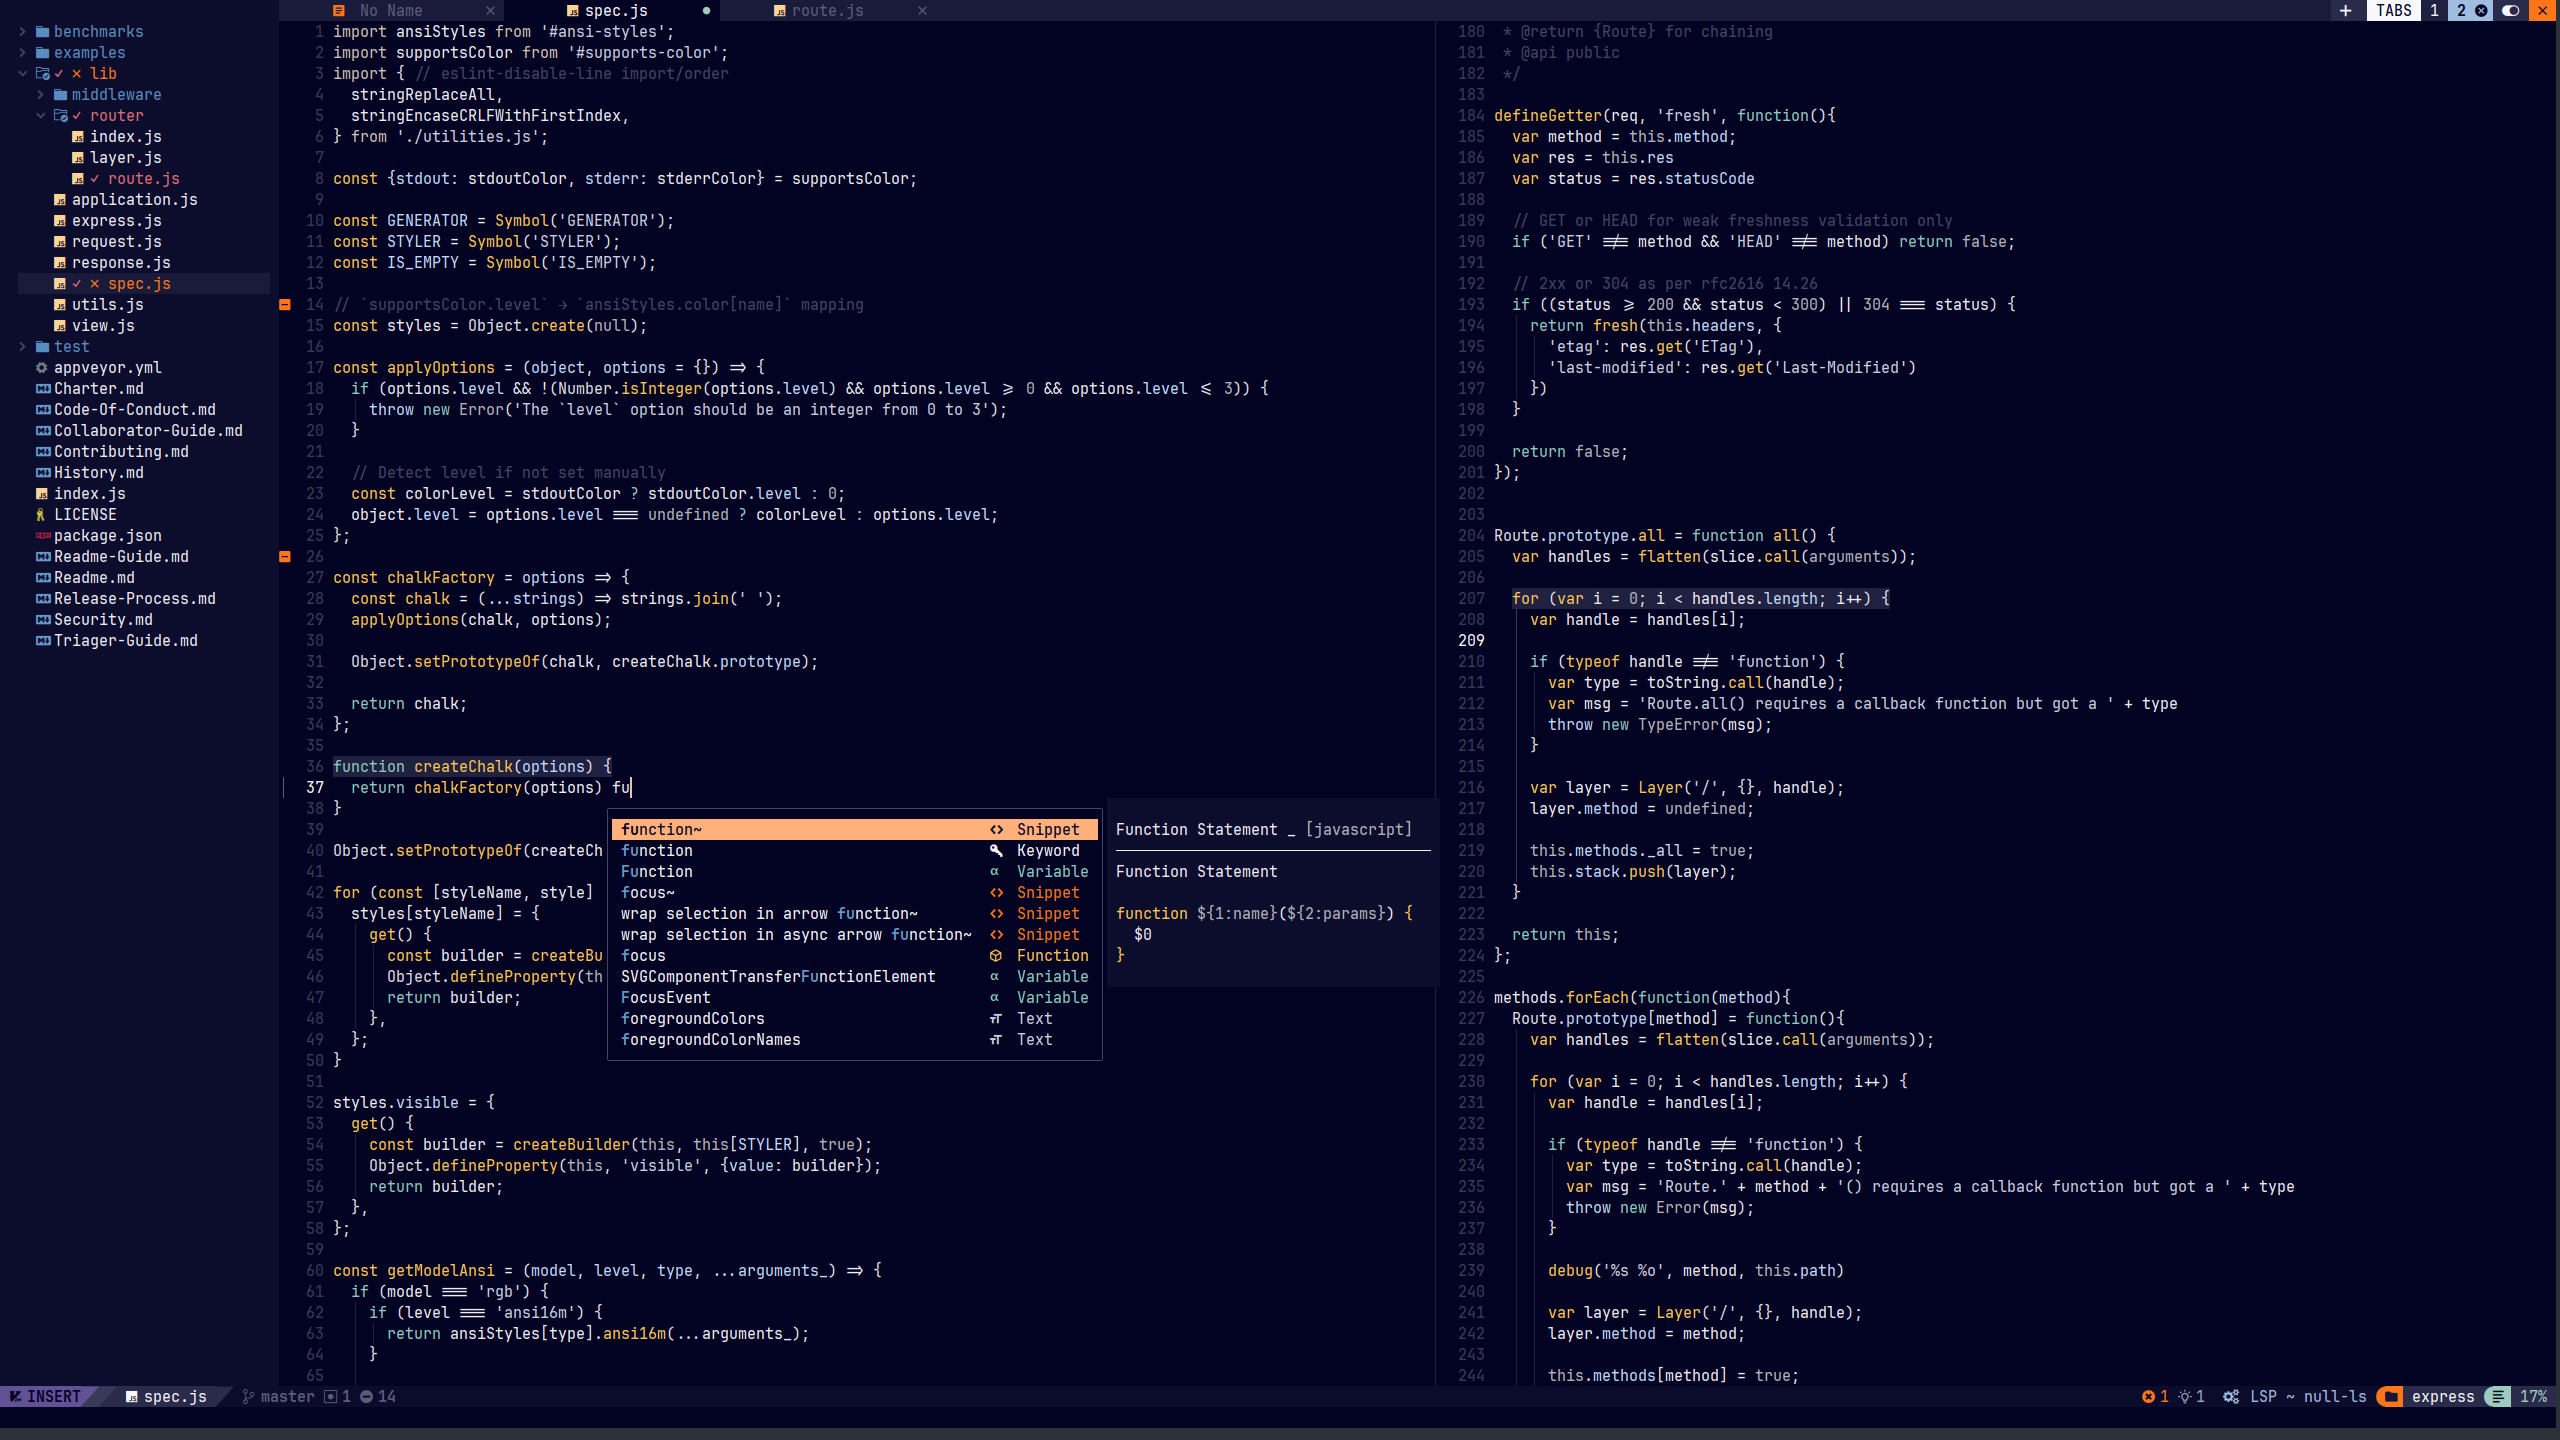 No Name
spec.js
route.js
TABS 1 2
benchmarks
examples
lib
middleware
router
index.js
layer.js
route.js
application.js
express.js
request.js
response.js
spec.js
utils.js
view.js
test
appveyor.yml
Charter.md
Code-Of-Conduct.md
Collaborator-Guide.md
Contributing.md
History.md
index.js
LICENSE
package.json
Readme-Guide.md
Readme.md
Release-Process.md
Security.md
Triager-Guide.md
1 import ansiStyles from '#ansi-styles';
2 import supportsColor from '#supports-color';
3 import { // eslint-disable-line import/order
4   stringReplaceAll,
5   stringEncaseCRLFWithFirstIndex,
6 } from './utilities.js';
7
8 const {stdout: stdoutColor, stderr: stderrColor} = supportsColor;
9
10 const GENERATOR = Symbol('GENERATOR');
11 const STYLER = Symbol('STYLER');
12 const IS_EMPTY = Symbol('IS_EMPTY');
13
14 // `supportsColor.level` → `ansiStyles.color[name]` mapping
15 const styles = Object.create(null);
16
17 const applyOptions = (object, options = {}) => {
18   if (options.level && !(Number.isInteger(options.level) && options.level >= 0 && options.level <= 3)) {
19     throw new Error('The `level` option should be an integer from 0 to 3');
20   }
21
22   // Detect level if not set manually
23   const colorLevel = stdoutColor ? stdoutColor.level : 0;
24   object.level = options.level === undefined ? colorLevel : options.level;
25 };
26
27 const chalkFactory = options => {
28   const chalk = (...strings) => strings.join(' ');
29   applyOptions(chalk, options);
30
31   Object.setPrototypeOf(chalk, createChalk.prototype);
32
33   return chalk;
34 };
35
36 function createChalk(options) {
37   return chalkFactory(options) fu
38 }
39
40 Object.setPrototypeOf(createCh
41
42 for (const [styleName, style]
43   styles[styleName] = {
44     get() {
45       const builder = createBu
46       Object.defineProperty(th
47       return builder;
48     },
49   };
50 }
51
52 styles.visible = {
53   get() {
54     const builder = createBuilder(this, this[STYLER], true);
55     Object.defineProperty(this, 'visible', {value: builder});
56     return builder;
57   },
58 };
59
60 const getModelAnsi = (model, level, type, ...arguments_) => {
61   if (model === 'rgb') {
62     if (level === 'ansi16m') {
63       return ansiStyles[type].ansi16m(...arguments_);
64     }
65
function~ Snippet
function Keyword
Function Variable
focus~ Snippet
wrap selection in arrow function~ Snippet
wrap selection in async arrow function~ Snippet
focus Function
SVGComponentTransferFunctionElement Variable
FocusEvent Variable
foregroundColors Text
foregroundColorNames Text
Function Statement _ [javascript]
Function Statement
function ${1:name}(${2:params}) {
  $0
}
180  * @return {Route} for chaining
181  * @api public
182  */
183
184 defineGetter(req, 'fresh', function(){
185   var method = this.method;
186   var res = this.res
187   var status = res.statusCode
188
189   // GET or HEAD for weak freshness validation only
190   if ('GET' !== method && 'HEAD' !== method) return false;
191
192   // 2xx or 304 as per rfc2616 14.26
193   if ((status >= 200 && status < 300) || 304 === status) {
194     return fresh(this.headers, {
195       'etag': res.get('ETag'),
196       'last-modified': res.get('Last-Modified')
197     })
198   }
199
200   return false;
201 });
202
203
204 Route.prototype.all = function all() {
205   var handles = flatten(slice.call(arguments));
206
207   for (var i = 0; i < handles.length; i++) {
208     var handle = handles[i];
209
210     if (typeof handle !== 'function') {
211       var type = toString.call(handle);
212       var msg = 'Route.all() requires a callback function but got a ' + type
213       throw new TypeError(msg);
214     }
215
216     var layer = Layer('/', {}, handle);
217     layer.method = undefined;
218
219     this.methods._all = true;
220     this.stack.push(layer);
221   }
222
223   return this;
224 };
225
226 methods.forEach(function(method){
227   Route.prototype[method] = function(){
228     var handles = flatten(slice.call(arguments));
229
230     for (var i = 0; i < handles.length; i++) {
231       var handle = handles[i];
232
233       if (typeof handle !== 'function') {
234         var type = toString.call(handle);
235         var msg = 'Route.' + method + '() requires a callback function but got a ' + type
236         throw new Error(msg);
237       }
238
239       debug('%s %o', method, this.path)
240
241       var layer = Layer('/', {}, handle);
242       layer.method = method;
243
244       this.methods[method] = true;
INSERT spec.js master 1 14
1 1 LSP ~ null-ls express 17%